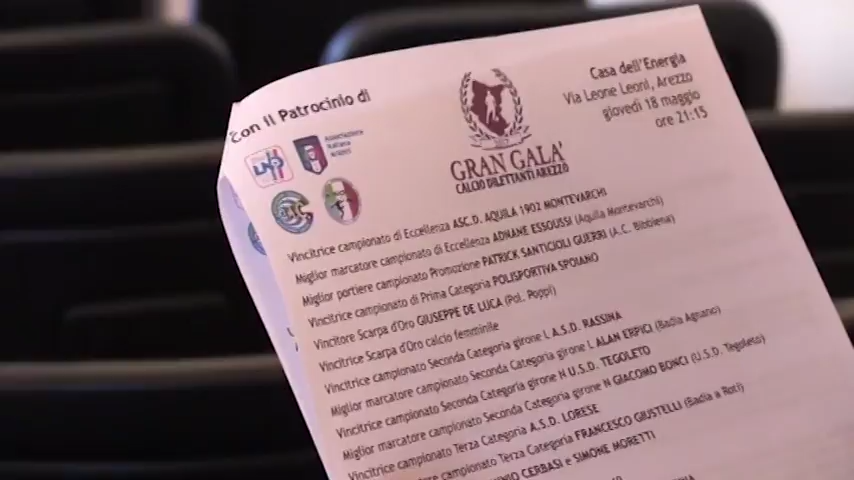 Con il Patrocinio di
Casa dell'Energia
Via Leone Leoni, Arezzo
giovedì 18 maggio
ore 21:15
LND
Associazione
Italiana
Arbitri
GRAN GALA'
CALCIO DILETTANTI AREZZO
Vincitrice campionato di Eccellenza ASC.D. AQUILA 1902 MONTEVARCHI
Miglior marcatore campionato di Eccellenza ADNANE ESSOUSSI (Aquila Montevarchi)
Miglior portiere campionato Promozione PATRICK SANTICIOLI GUERRI (A.C. Bibbiena)
Vincitrice campionato di Prima Categoria POLISPORTIVA SPOIANO
Vincitore Scarpa d'Oro GIUSEPPE DE LUCA (Pol. Poppi)
Vincitrice Scarpa d'Oro calcio femminile
Vincitrice campionato Seconda Categoria girone L A.S.D. RASSINA
Miglior marcatore campionato Seconda Categoria girone L ALAN ERPICI (Badia Agnano)
Vincitrice campionato Seconda Categoria girone N U.S.D. TEGOLETO
Miglior marcatore campionato Seconda Categoria girone N GIACOMO BONCI (U.S.D. Tegoleto)
Vincitrice campionato Terza Categoria A.S.D. LORESE
campionato Terza Categoria FRANCESCO GIUSTELLI (Badia a Roti)
CERBASI e SIMONE MORETTI